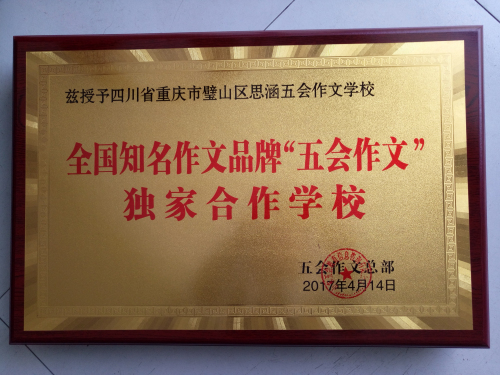 兹授予四川省重庆市璧山区思涵五会作文学校
全国知名作文品牌“五会作文”
独家合作学校
五会作文总部
2017年4月14日